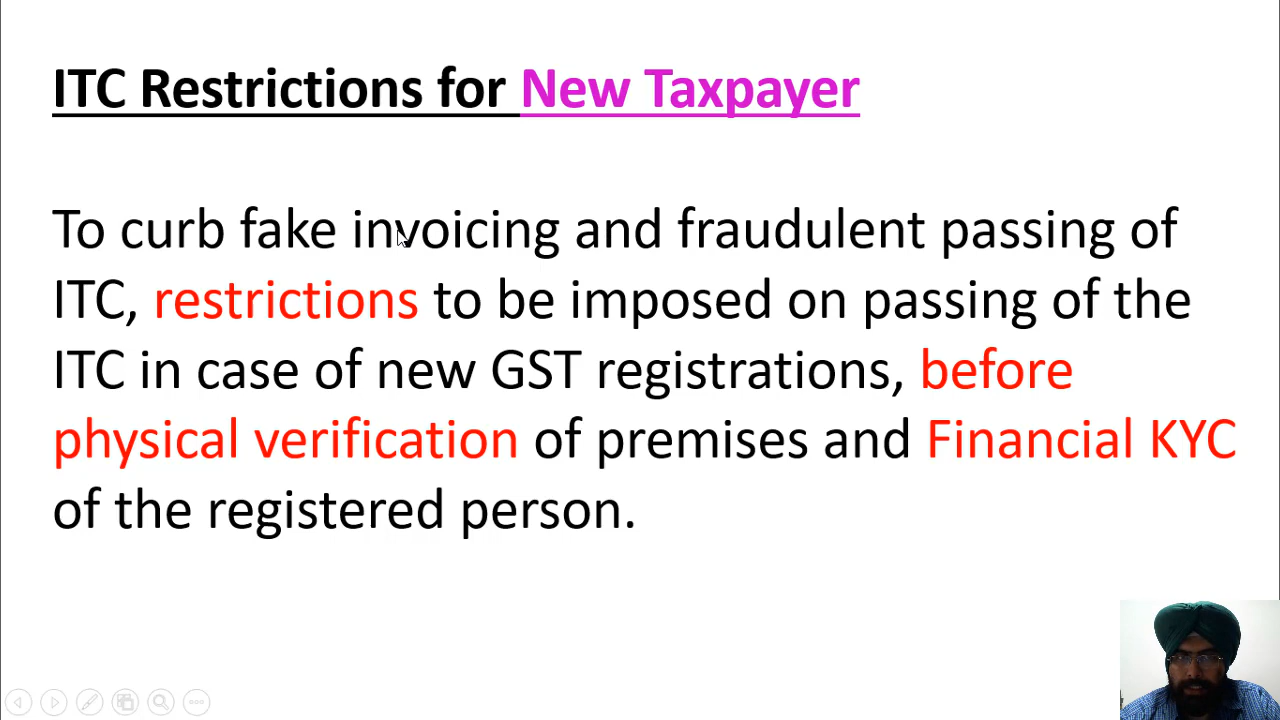 ITC Restrictions for New Taxpayer
To curb fake invoicing and fraudulent passing of
ITC, restrictions to be imposed on passing of the
ITC in case of new GST registrations, before
physical verification of premises and Financial KYC
of the registered person.